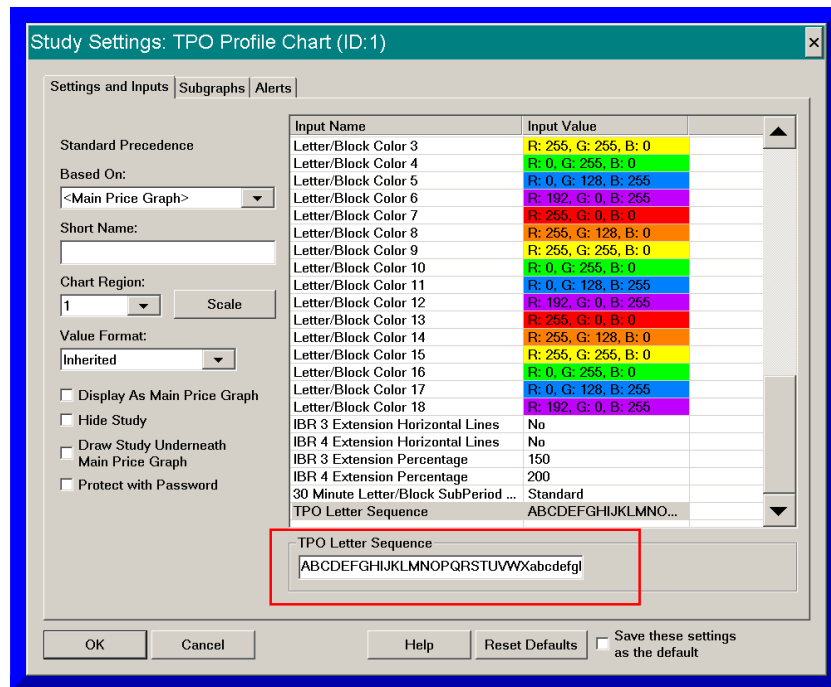 Study Settings: TPO Profile Chart (ID:1)
Settings and Inputs Subgraphs Alerts
Standard Precedence
Based On:
<Main Price Graph>
Short Name:
Chart Region:
1 Scale
Value Format:
Inherited
Display As Main Price Graph
Hide Study
Draw Study Underneath
Main Price Graph
Protect with Password
Input Name Input Value
Letter/Block Color 3 R: 255, G: 255, B: 0
Letter/Block Color 4 R: 0, G: 255, B: 0
Letter/Block Color 5 R: 0, G: 128, B: 255
Letter/Block Color 6 R: 192, G: 0, B: 255
Letter/Block Color 7 R: 255, G: 0, B: 0
Letter/Block Color 8 R: 255, G: 128, B: 0
Letter/Block Color 9 R: 255, G: 255, B: 0
Letter/Block Color 10 R: 0, G: 255, B: 0
Letter/Block Color 11 R: 0, G: 128, B: 255
Letter/Block Color 12 R: 192, G: 0, B: 255
Letter/Block Color 13 R: 255, G: 0, B: 0
Letter/Block Color 14 R: 255, G: 128, B: 0
Letter/Block Color 15 R: 255, G: 255, B: 0
Letter/Block Color 16 R: 0, G: 255, B: 0
Letter/Block Color 17 R: 0, G: 128, B: 255
Letter/Block Color 18 R: 192, G: 0, B: 255
IBR 3 Extension Horizontal Lines No
IBR 4 Extension Horizontal Lines No
IBR 3 Extension Percentage 150
IBR 4 Extension Percentage 200
30 Minute Letter/Block SubPeriod ... Standard
TPO Letter Sequence ABCDEFGHIJKLMNO...
TPO Letter Sequence
ABCDEFGHIJKLMNOPQRSTUVWXabcdefgl
OK Cancel Help Reset Defaults Save these settings
as the default